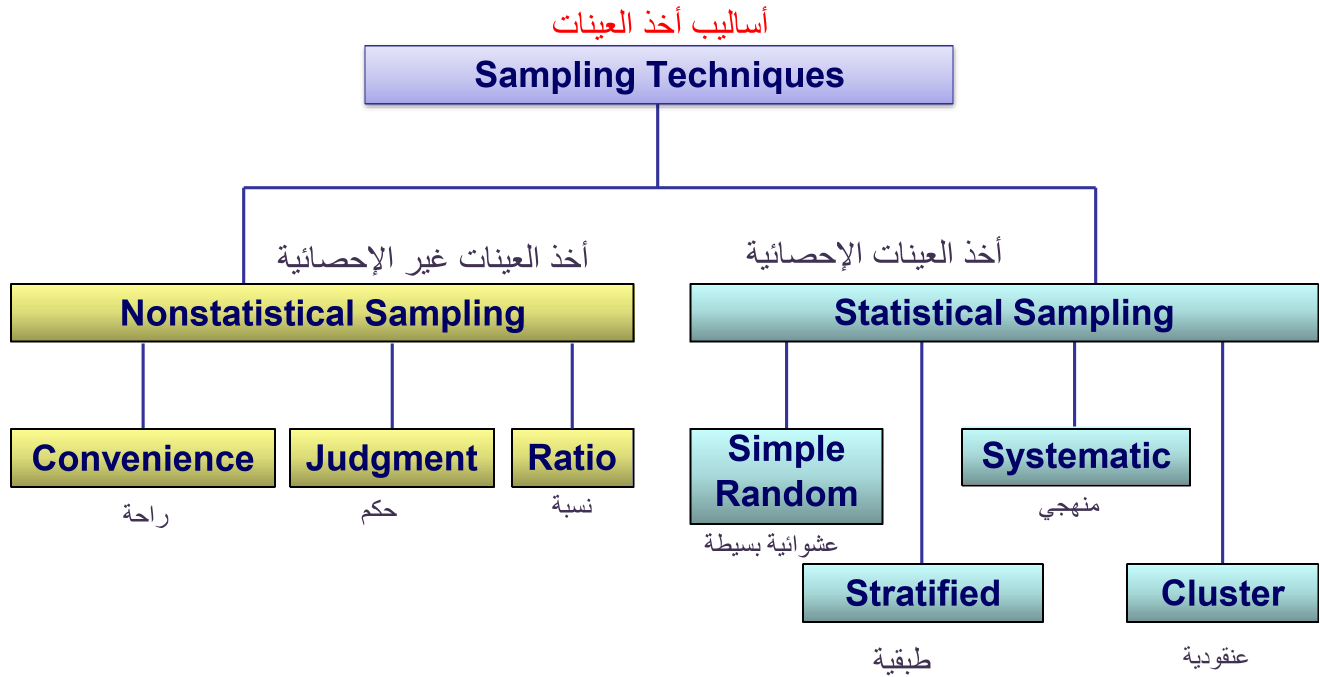 أساليب أخذ العينات
Sampling Techniques
أخذ العينات غير الإحصائية
أخذ العينات الإحصائية
Nonstatistical Sampling
Statistical Sampling
Convenience
راحة
Judgment
حكم
Ratio
نسبة
Simple
Random
عشوائية بسيطة
Systematic
منهجي
Stratified
طبقية
Cluster
عنقودية